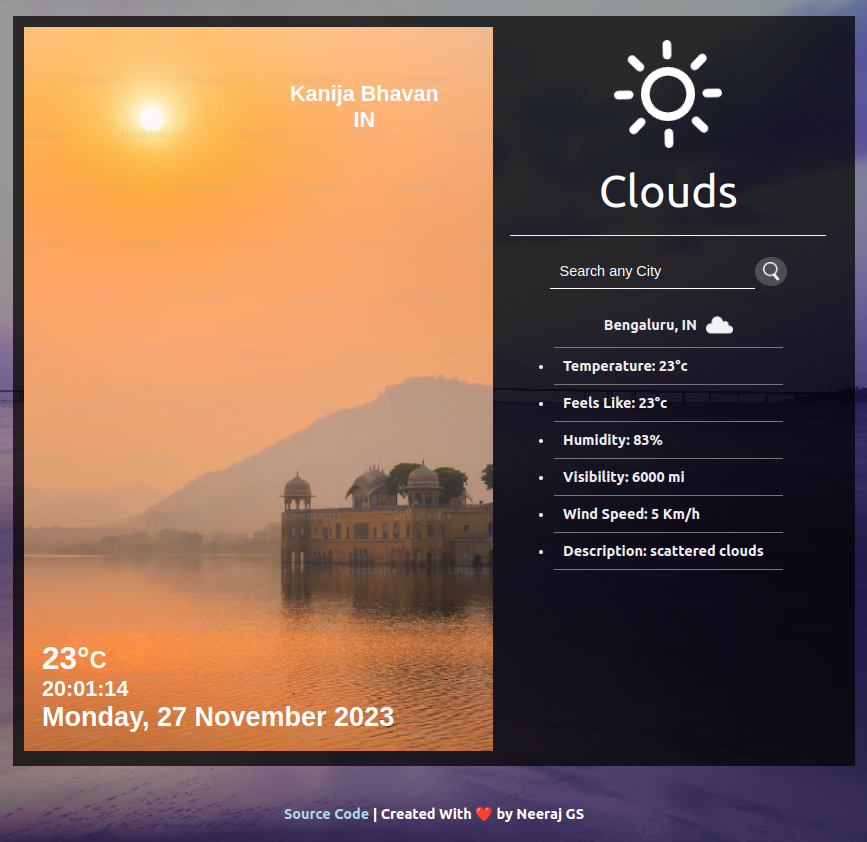 Kanija Bhavan
IN
23°C
20:01:14
Monday, 27 November 2023
Clouds
Search any City
Bengaluru, IN
Temperature: 23°c
Feels Like: 23°c
Humidity: 83%
Visibility: 6000 mi
Wind Speed: 5 Km/h
Description: scattered clouds
Source Code | Created With ❤️ by Neeraj GS